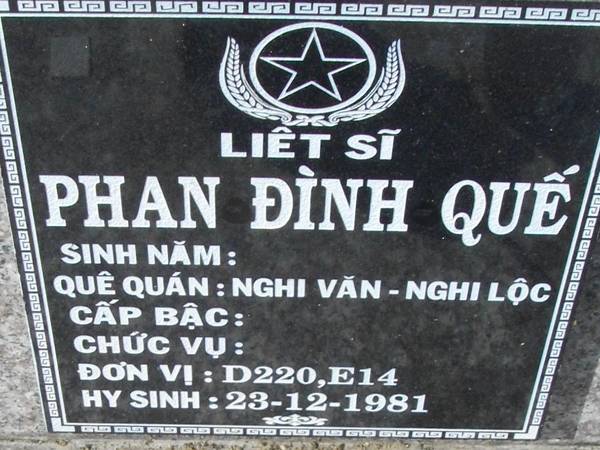 LIÊT SĨ
PHAN ĐÌNH QUẾ
SINH NĂM :
QUÊ QUÁN : NGHI VĂN - NGHI LỘC
CẤP BẬC :
CHỨC VỤ :
ĐƠN VỊ : D220,E14
HY SINH : 23-12-1981